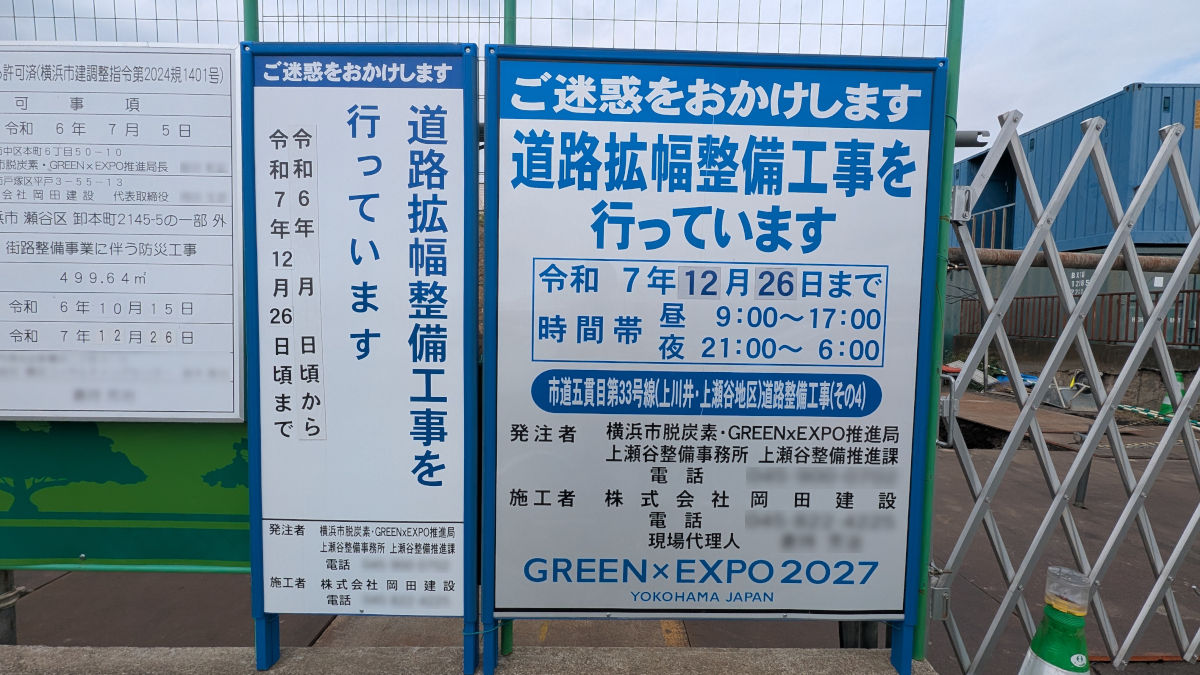 許可済(横浜市建調整指令第2024規1401号)
可 事 項
令和 6年 7月 5日
市中区本町6丁目50-10
市脱炭素・GREEN×EXPO推進局長
市戸塚区平戸3-55-13
会社 岡田建設 代表取締役
浜市 瀬谷区 卸本町2145-5の一部 外
街路整備事業に伴う防災工事
499.64㎡
令和 6年10月15日
令和 7年12月26日
ご迷惑をおかけします
道路拡幅整備工事を
行っています
令和6年 月 日頃から
令和7年12月26日頃まで
発注者 横浜市脱炭素・GREEN×EXPO推進局
上瀬谷整備事務所 上瀬谷整備推進課
電話
施工者 株式会社 岡田建設
電話
ご迷惑をおかけします
道路拡幅整備工事を
行っています
令和 7年12月26日まで
時間帯 昼 9:00〜17:00
夜 21:00〜 6:00
市道五貫目第33号線(上川井・上瀬谷地区)道路整備工事(その4)
発注者 横浜市脱炭素・GREEN×EXPO推進局
上瀬谷整備事務所 上瀬谷整備推進課
電話
施工者 株式会社 岡田建設
電話
現場代理人
GREEN×EXPO 2027
YOKOHAMA JAPAN